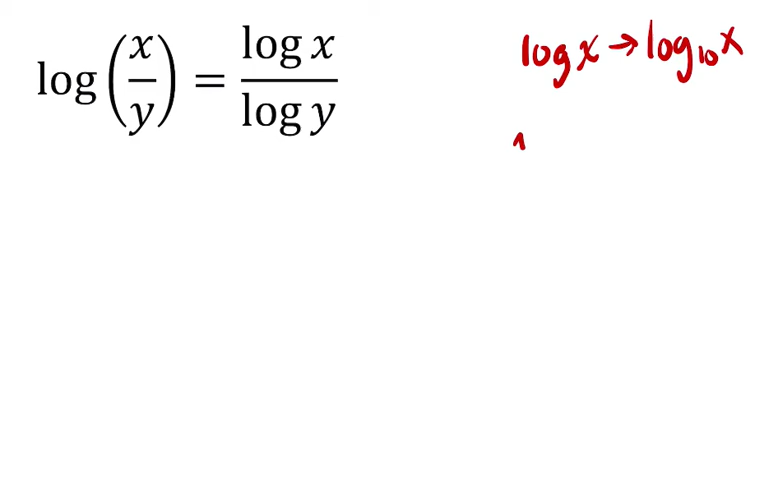 log(x/y) = log x / log y
log x → log₁₀ x